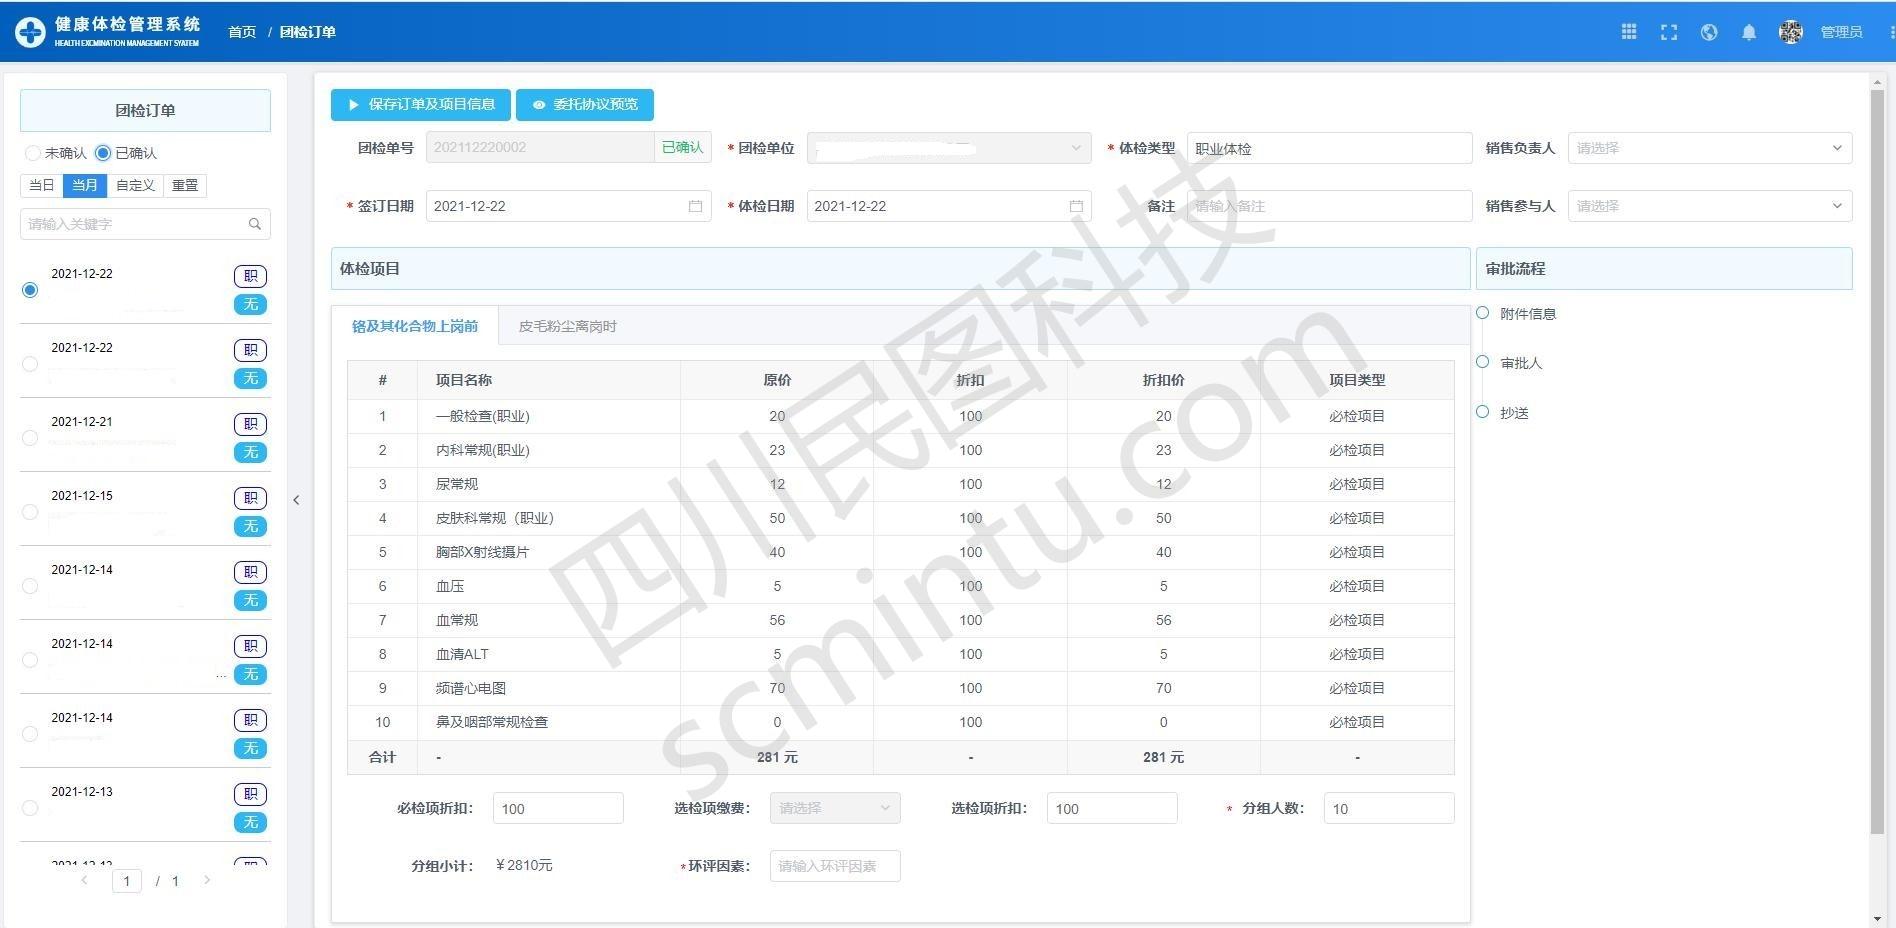 健康体检管理系统
HEALTH EXCMINATION MANAGEMENT SYATEM
首页 / 团检订单
管理员
团检订单
未确认 已确认
当日 当月 自定义 重置
请输入关键字
2021-12-22 职
无
2021-12-22 职
无
2021-12-21 职
无
2021-12-15 职
无
2021-12-14 职
无
2021-12-14 职
... 无
2021-12-14 职
无
2021-12-13 职
无
1 / 1
保存订单及项目信息 委托协议预览
团检单号 202112220002 已确认 * 团检单位 * 体检类型 职业体检 销售负责人 请选择
* 签订日期 2021-12-22 * 体检日期 2021-12-22 备注 请输入备注 销售参与人 请选择
体检项目 审批流程
铬及其化合物上岗前 皮毛粉尘离岗时
附件信息
审批人
抄送
# 项目名称 原价 折扣 折扣价 项目类型
1 一般检查(职业) 20 100 20 必检项目
2 内科常规(职业) 23 100 23 必检项目
3 尿常规 12 100 12 必检项目
4 皮肤科常规（职业） 50 100 50 必检项目
5 胸部X射线摄片 40 100 40 必检项目
6 血压 5 100 5 必检项目
7 血常规 56 100 56 必检项目
8 血清ALT 5 100 5 必检项目
9 频谱心电图 70 100 70 必检项目
10 鼻及咽部常规检查 0 100 0 必检项目
合计 - 281 元 - 281 元 -
必检项折扣： 100 选检项缴费： 请选择 选检项折扣： 100 * 分组人数： 10
分组小计： ￥2810元 *环评因素： 请输入环评因素
四川民图科技
scmintu.com